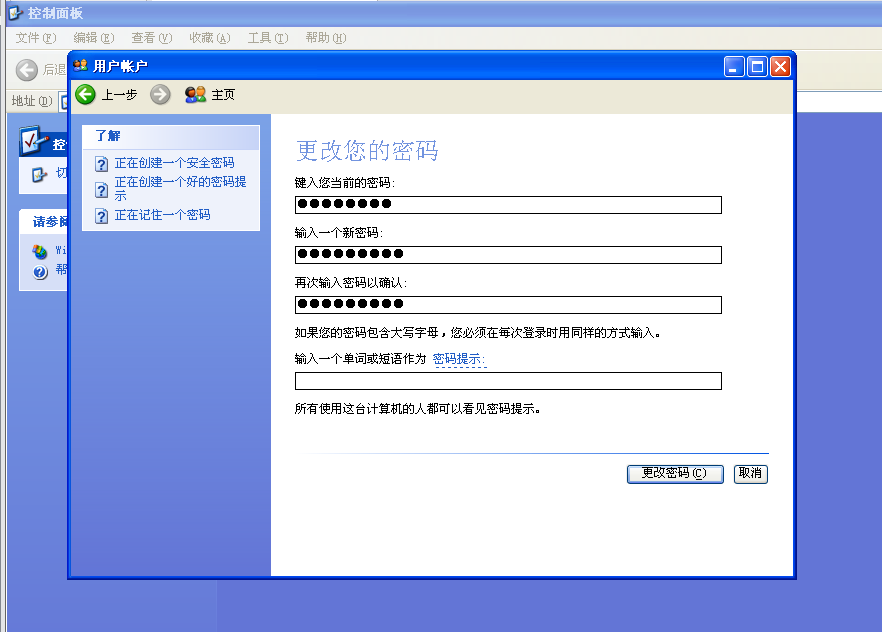 控制面板
文件(F) 编辑(E) 查看(V) 收藏(A) 工具(T) 帮助(H)
后退
地址(D)
控
切
请参阅
Wi
帮
用户帐户
上一步 主页
了解
正在创建一个安全密码
正在创建一个好的密码提
示
正在记住一个密码
更改您的密码
键入您当前的密码:
●●●●●●●●
输入一个新密码:
●●●●●●●●●
再次输入密码以确认:
●●●●●●●●●
如果您的密码包含大写字母，您必须在每次登录时用同样的方式输入。
输入一个单词或短语作为 密码提示:
所有使用这台计算机的人都可以看见密码提示。
更改密码(C) 取消